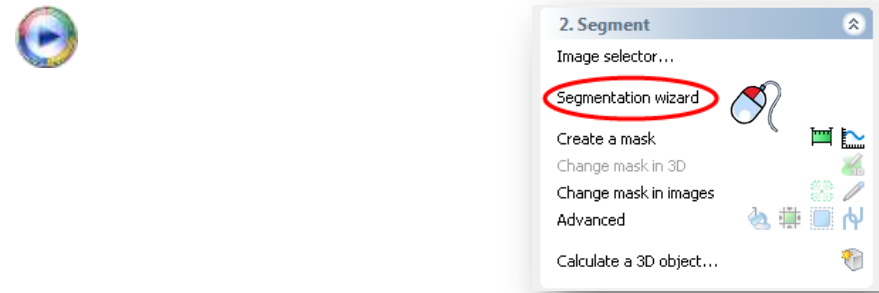 2. Segment
Image selector...
Segmentation wizard
Create a mask
Change mask in 3D
Change mask in images
Advanced
Calculate a 3D object...